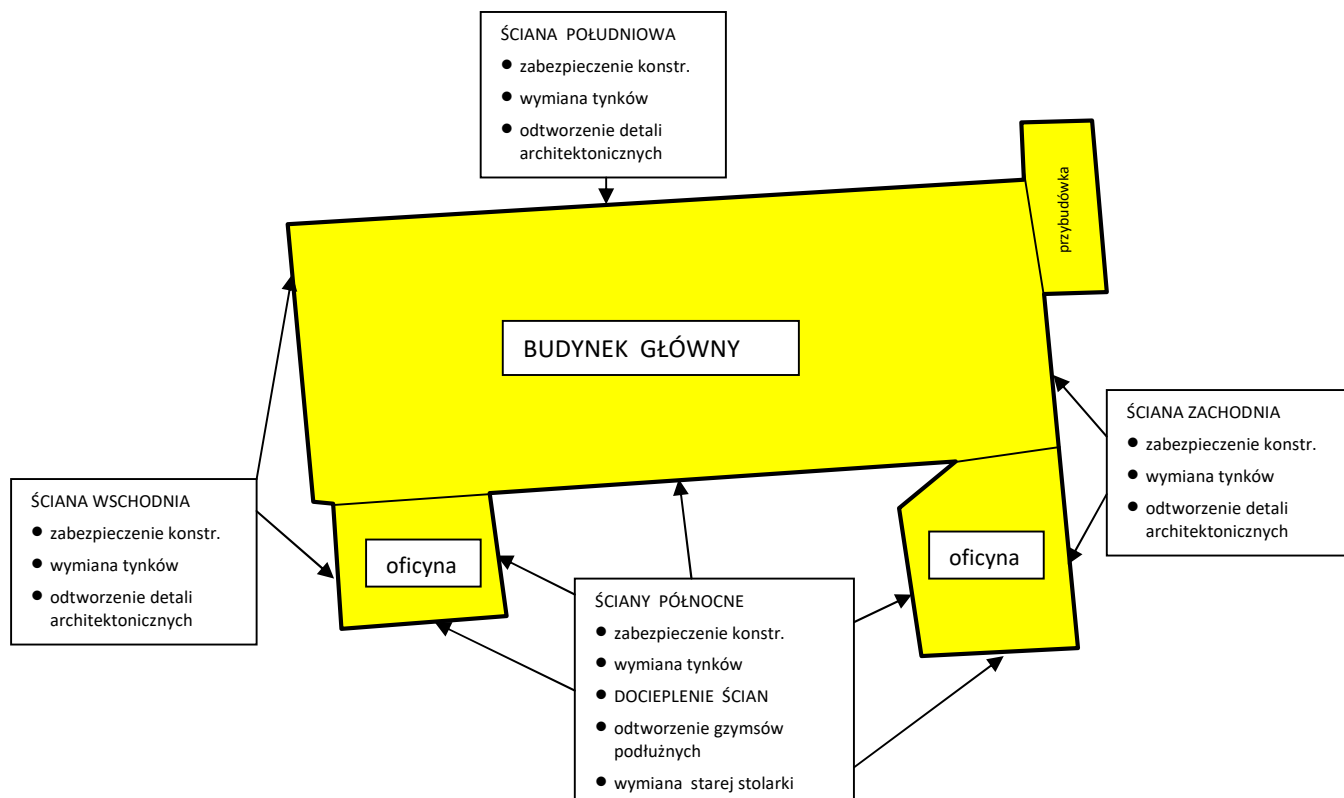 ŚCIANA POŁUDNIOWA
● zabezpieczenie konstr.
● wymiana tynków
● odtworzenie detali
architektonicznych
przybudówka
BUDYNEK GŁÓWNY
ŚCIANA ZACHODNIA
● zabezpieczenie konstr.
● wymiana tynków
● odtworzenie detali
architektonicznych
ŚCIANA WSCHODNIA
● zabezpieczenie konstr.
● wymiana tynków
● odtworzenie detali
architektonicznych
oficyna
oficyna
ŚCIANY PÓŁNOCNE
● zabezpieczenie konstr.
● wymiana tynków
● DOCIEPLENIE ŚCIAN
● odtworzenie gzymsów
podłużnych
● wymiana starej stolarki